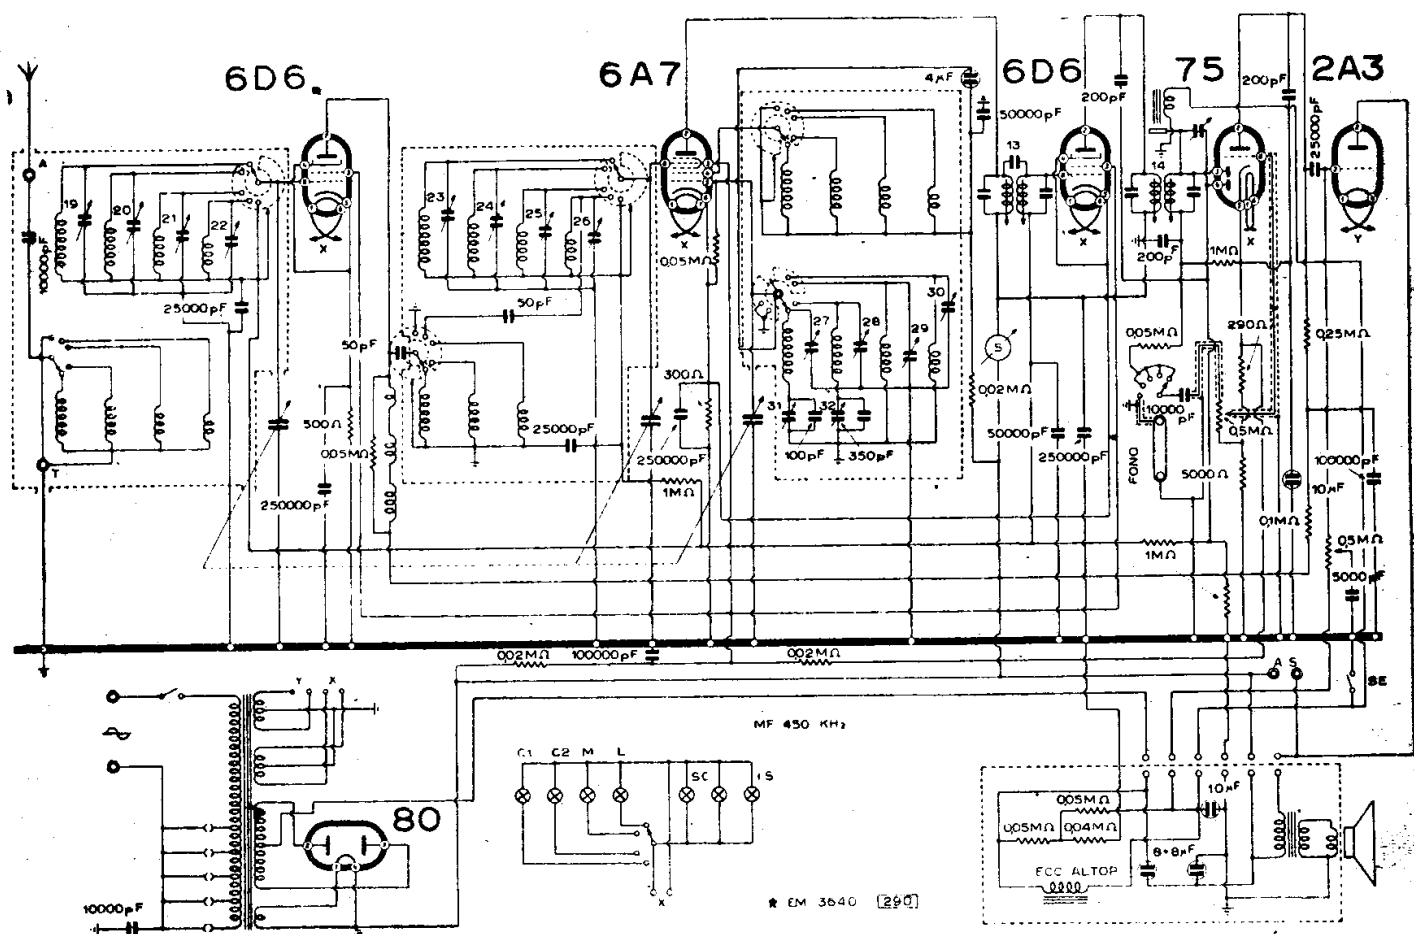 6D6
6A7
6D6
75
2A3
4µF
50000pF
200pF
200pF
25000pF
A
19
20
21
22
23
24
25
26
13
14
10000pF
X
X
X
X
Y
0,05MΩ
200pF
1MΩ
25000pF
50pF
50pF
27
28
29
30
S
0,05MΩ
290Ω
0,25MΩ
300Ω
0,02MΩ
31
32
10000pF
0,5MΩ
500Ω
0,05MΩ
25000pF
50000pF
250000pF
100pF
350pF
FONO
5000Ω
100000pF
T
250000pF
250000pF
1MΩ
10µF
0,1MΩ
0,5MΩ
1MΩ
5000pF
0,02MΩ
100000pF
0,02MΩ
A S
SE
Y X
MF 450 KHz
C1 C2 M L
SC
S
80
10µF
0,05MΩ
0,05MΩ
0,04MΩ
8+8µF
ECC ALTOP
X
EM 3640 [290]
10000pF